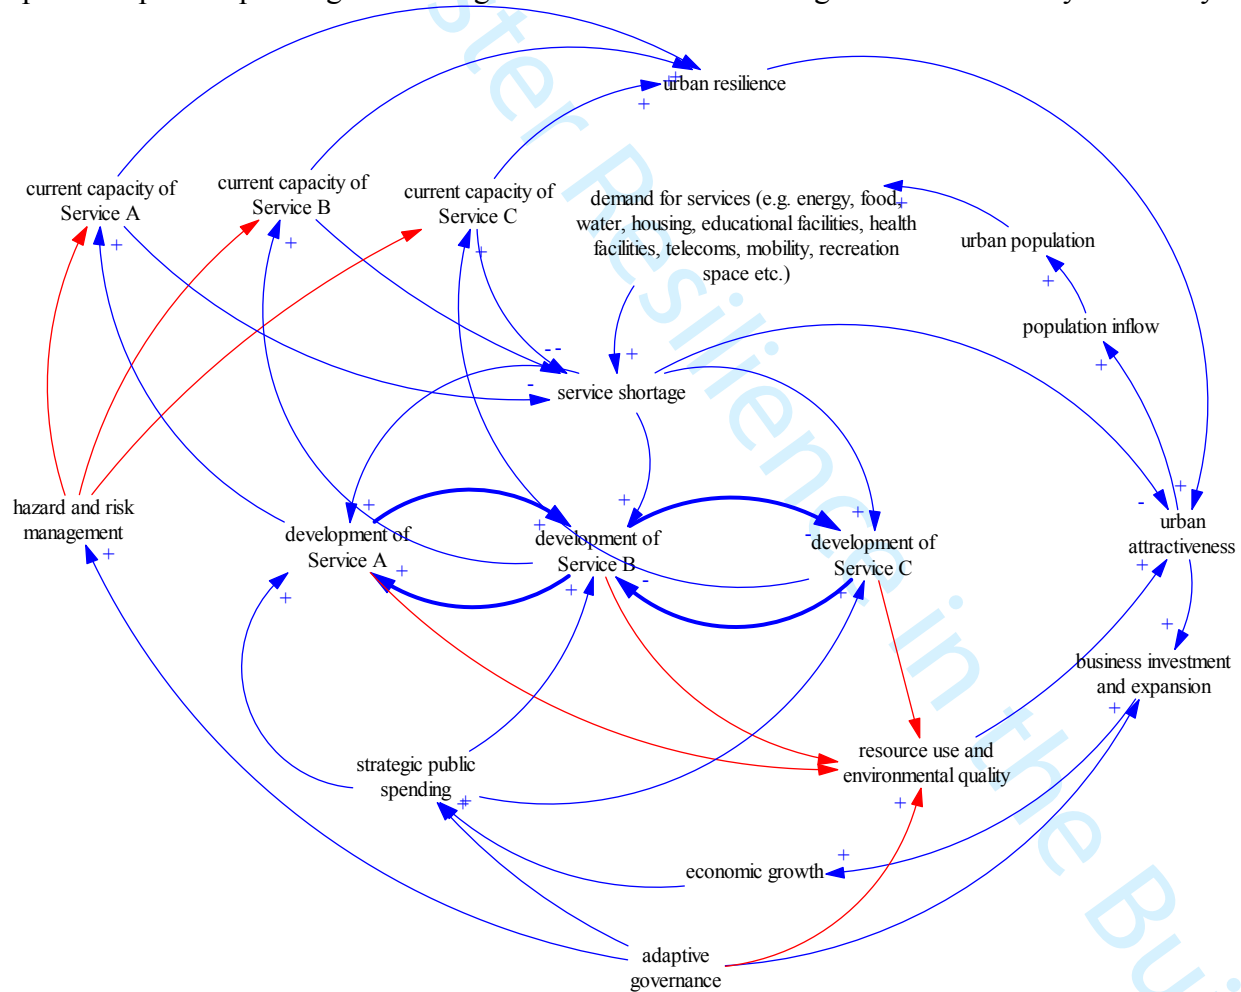 urban resilience
current capacity of
Service A
current capacity of
Service B
current capacity of
Service C
demand for services (e.g. energy, food,
water, housing, educational facilities, health
facilities, telecoms, mobility, recreation
space etc.)
urban population
population inflow
service shortage
hazard and risk
management
development of
Service A
development of
Service B
development of
Service C
urban
attractiveness
business investment
and expansion
resource use and
environmental quality
strategic public
spending
economic growth
adaptive
governance
Resilience in the